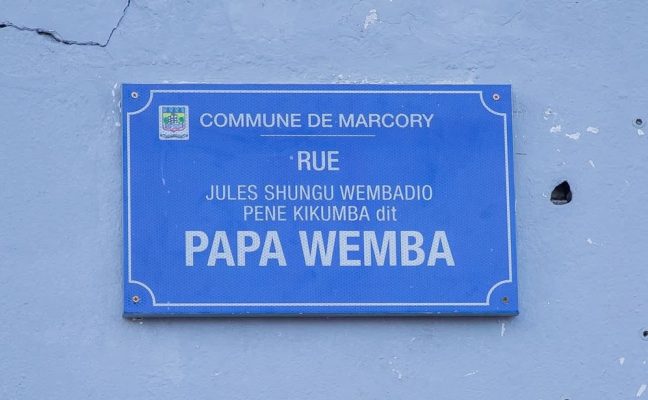 COMMUNE DE MARCORY
RUE
JULES SHUNGU WEMBADIO
PENE KIKUMBA dit
PAPA WEMBA